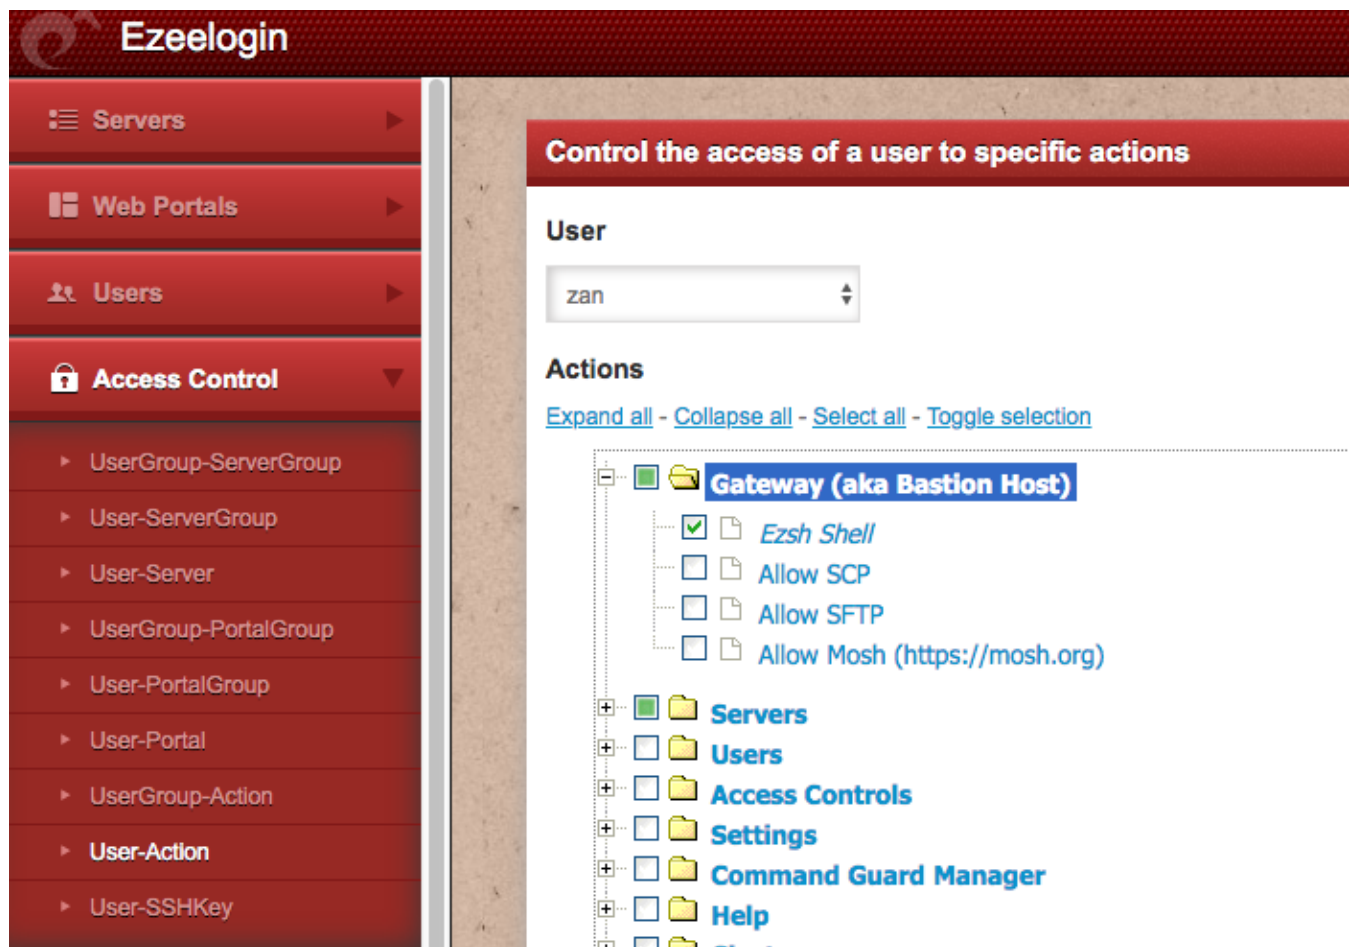 Ezeelogin
Servers
Web Portals
Users
Access Control
UserGroup-ServerGroup
User-ServerGroup
User-Server
UserGroup-PortalGroup
User-PortalGroup
User-Portal
UserGroup-Action
User-Action
User-SSHKey
Control the access of a user to specific actions
User
zan
Actions
Expand all - Collapse all - Select all - Toggle selection
Gateway (aka Bastion Host)
Ezsh Shell
Allow SCP
Allow SFTP
Allow Mosh (https://mosh.org)
Servers
Users
Access Controls
Settings
Command Guard Manager
Help